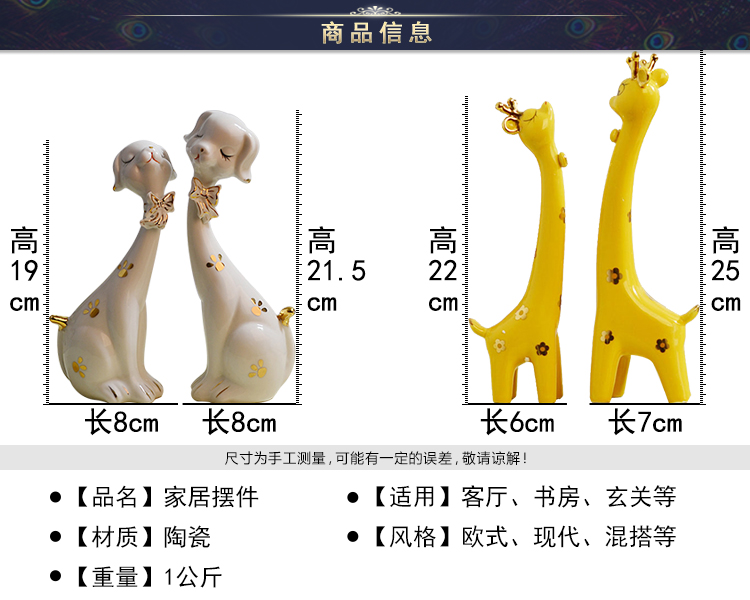 商品信息
高
19
cm
高
21.5
cm
高
22
cm
高
25
cm
长8cm
长8cm
长6cm
长7cm
尺寸为手工测量,可能有一定的误差,敬请谅解!
●【品名】家居摆件
●【适用】客厅、书房、玄关等
●【材质】陶瓷
●【风格】欧式、现代、混搭等
●【重量】1公斤